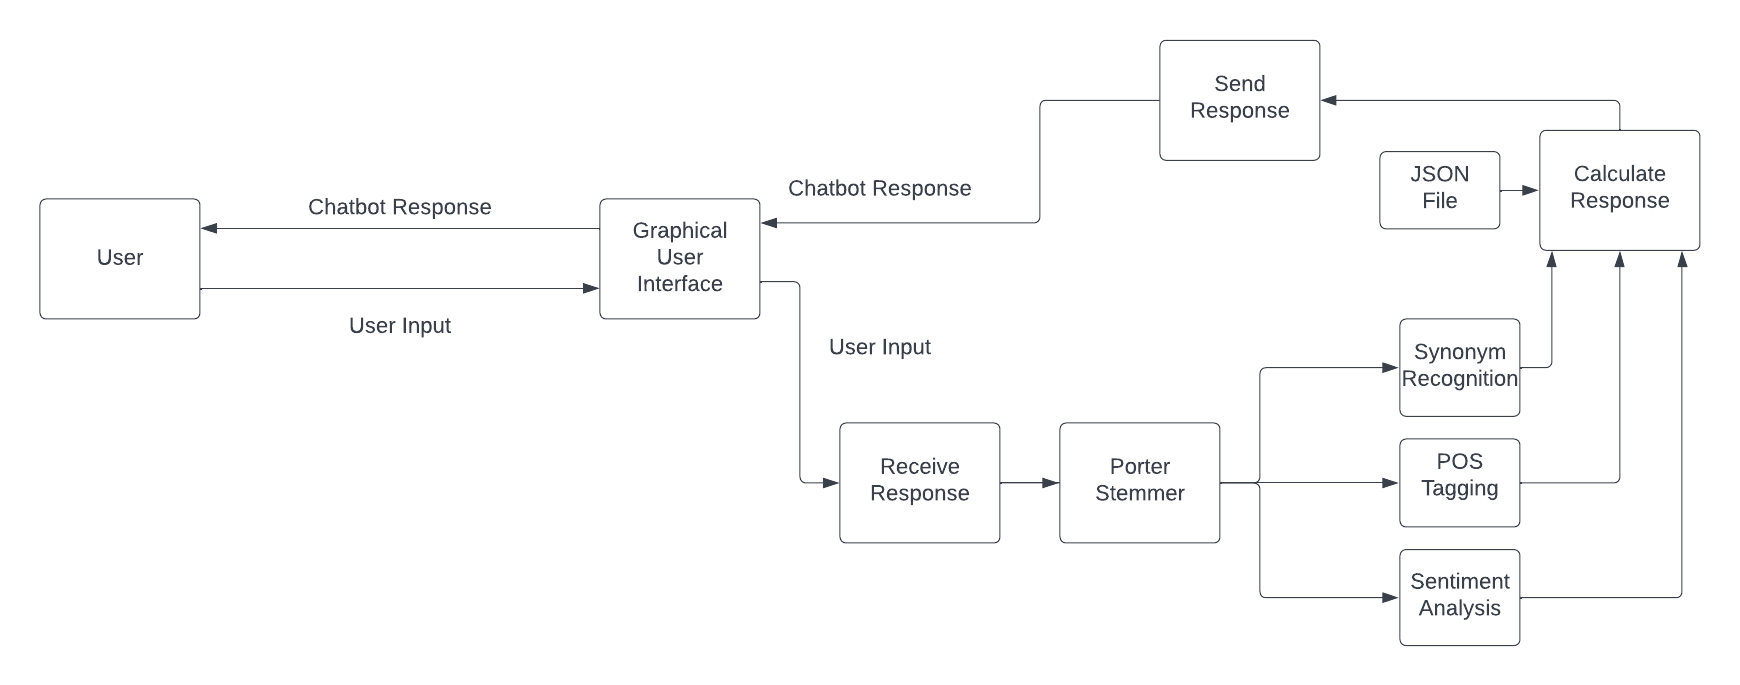 Send
Response
JSON
File
Calculate
Response
Chatbot Response
Chatbot Response
User
Graphical
User
Interface
User Input
User Input
Synonym
Recognition
Receive
Response
Porter
Stemmer
POS
Tagging
Sentiment
Analysis